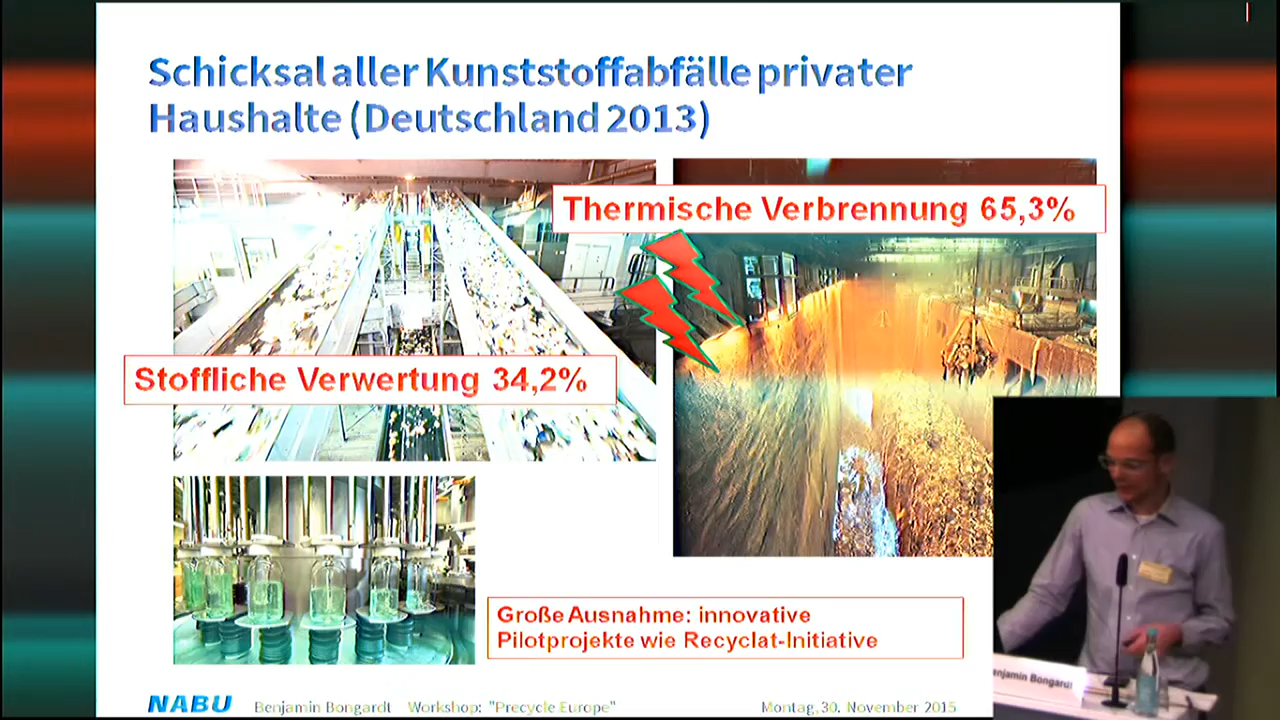 Schicksal aller Kunststoffabfälle privater
Haushalte (Deutschland 2013)
Thermische Verbrennung 65,3%
Stoffliche Verwertung 34,2%
Große Ausnahme: innovative
Pilotprojekte wie Recyclat-Initiative
NABU Benjamin Bongardt Workshop: "Precycle Europe" Montag, 30. November 2015
enjamin Bongardt